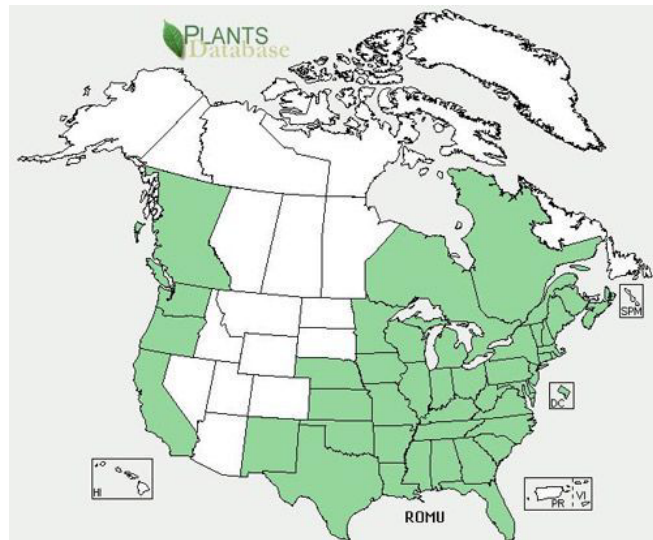 PLANTS
Database
SPM
DC
HI
PR
VI
ROMU